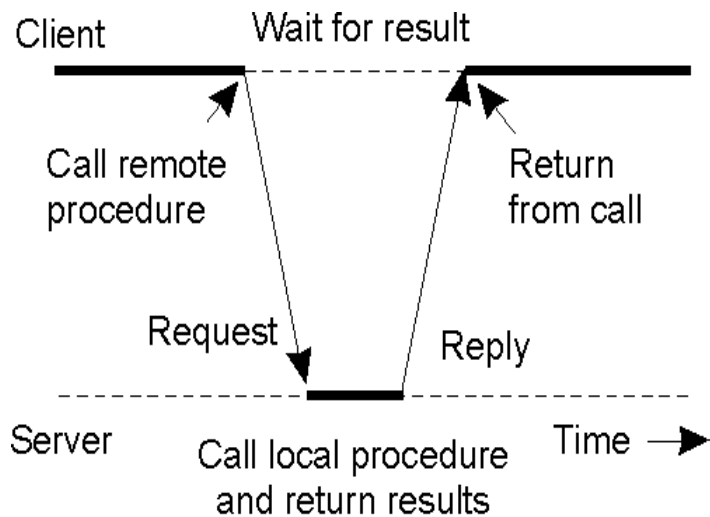 Client
Wait for result
Call remote
procedure
Return
from call
Request
Reply
Server
Call local procedure
and return results
Time